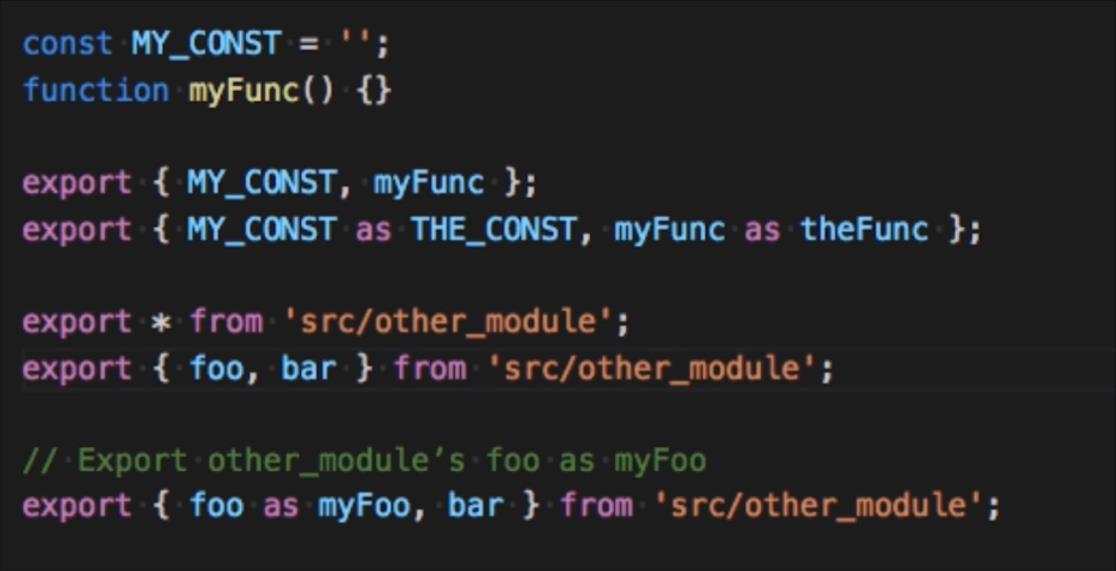 const MY_CONST = '';
function myFunc() {}
export { MY_CONST, myFunc };
export { MY_CONST as THE_CONST, myFunc as theFunc };
export * from 'src/other_module';
export { foo, bar } from 'src/other_module';
// Export other_module’s foo as myFoo
export { foo as myFoo, bar } from 'src/other_module';